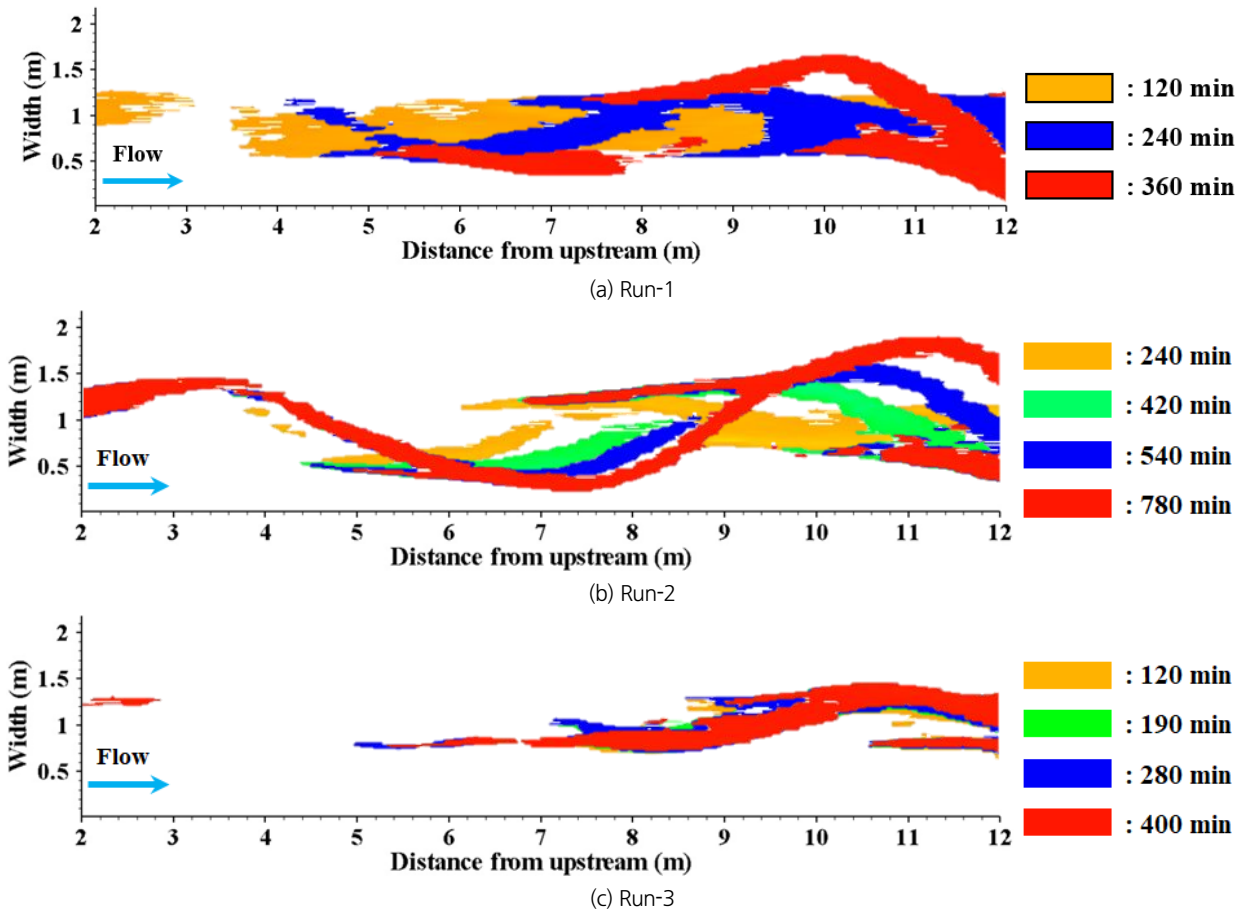 2
1.5
1
0.5
Width (m)
Flow
2 3 4 5 6 7 8 9 10 11 12
Distance from upstream (m)
: 120 min
: 240 min
: 360 min
(a) Run-1
2
1.5
1
0.5
Width (m)
Flow
2 3 4 5 6 7 8 9 10 11 12
Distance from upstream (m)
: 240 min
: 420 min
: 540 min
: 780 min
(b) Run-2
2
1.5
1
0.5
Width (m)
Flow
2 3 4 5 6 7 8 9 10 11 12
Distance from upstream (m)
: 120 min
: 190 min
: 280 min
: 400 min
(c) Run-3